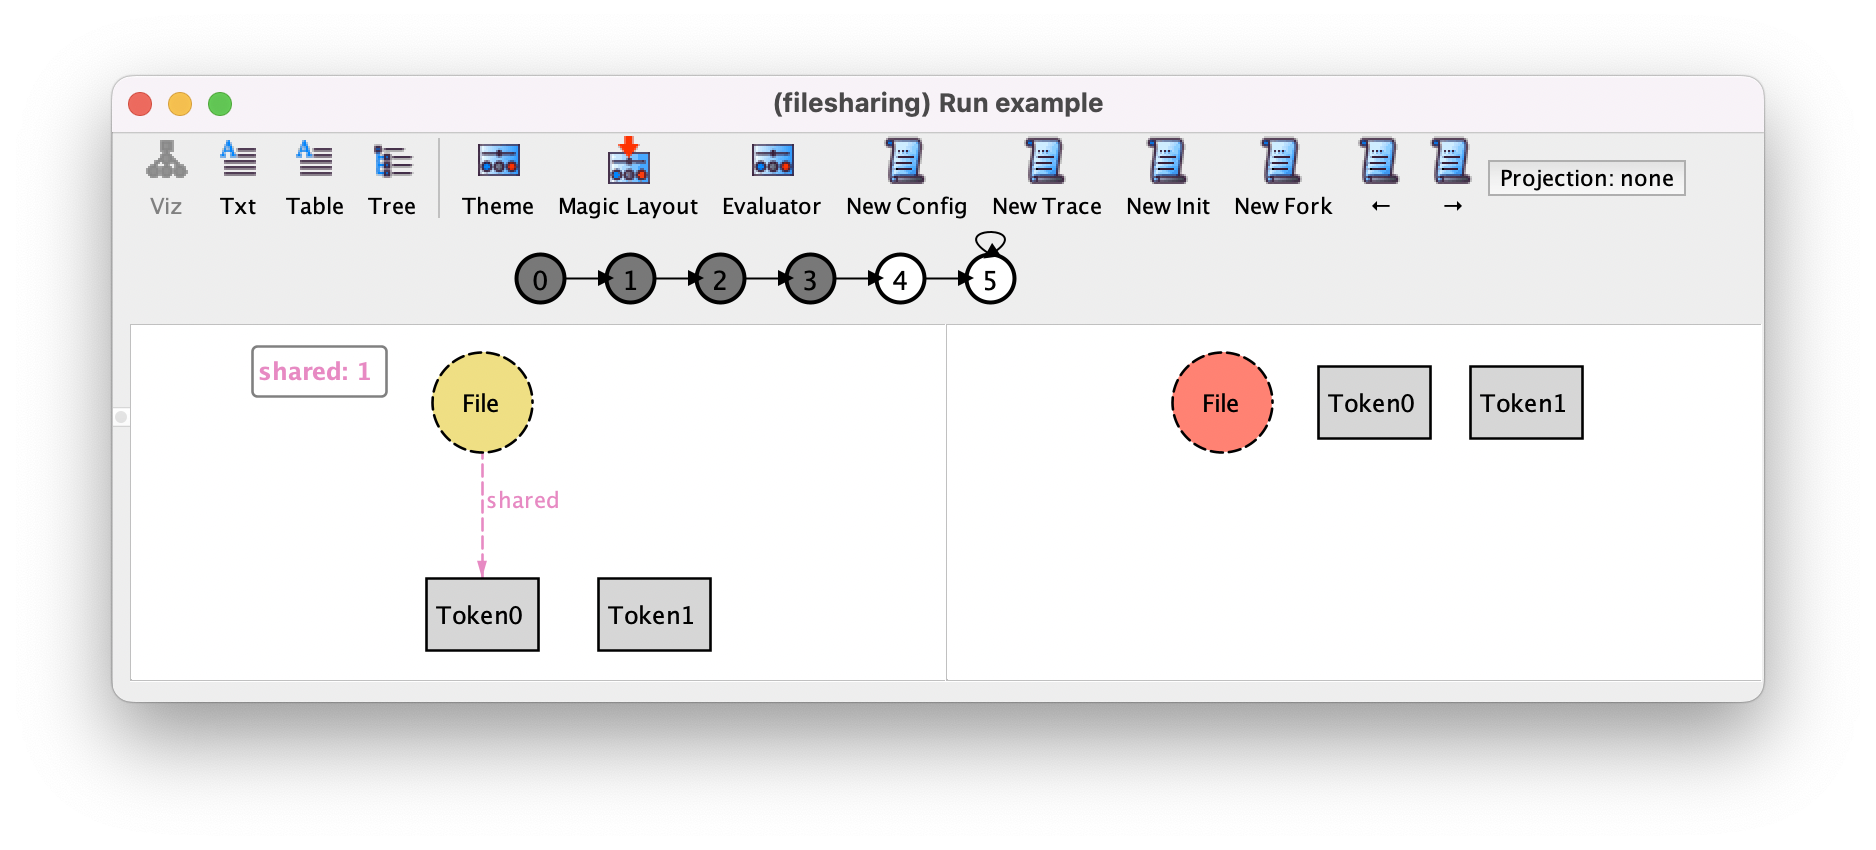 (filesharing) Run example
Viz Txt Table Tree Theme Magic Layout Evaluator New Config New Trace New Init New Fork ← → Projection: none
0 1 2 3 4 5
shared: 1
File
shared
Token0 Token1
File Token0 Token1